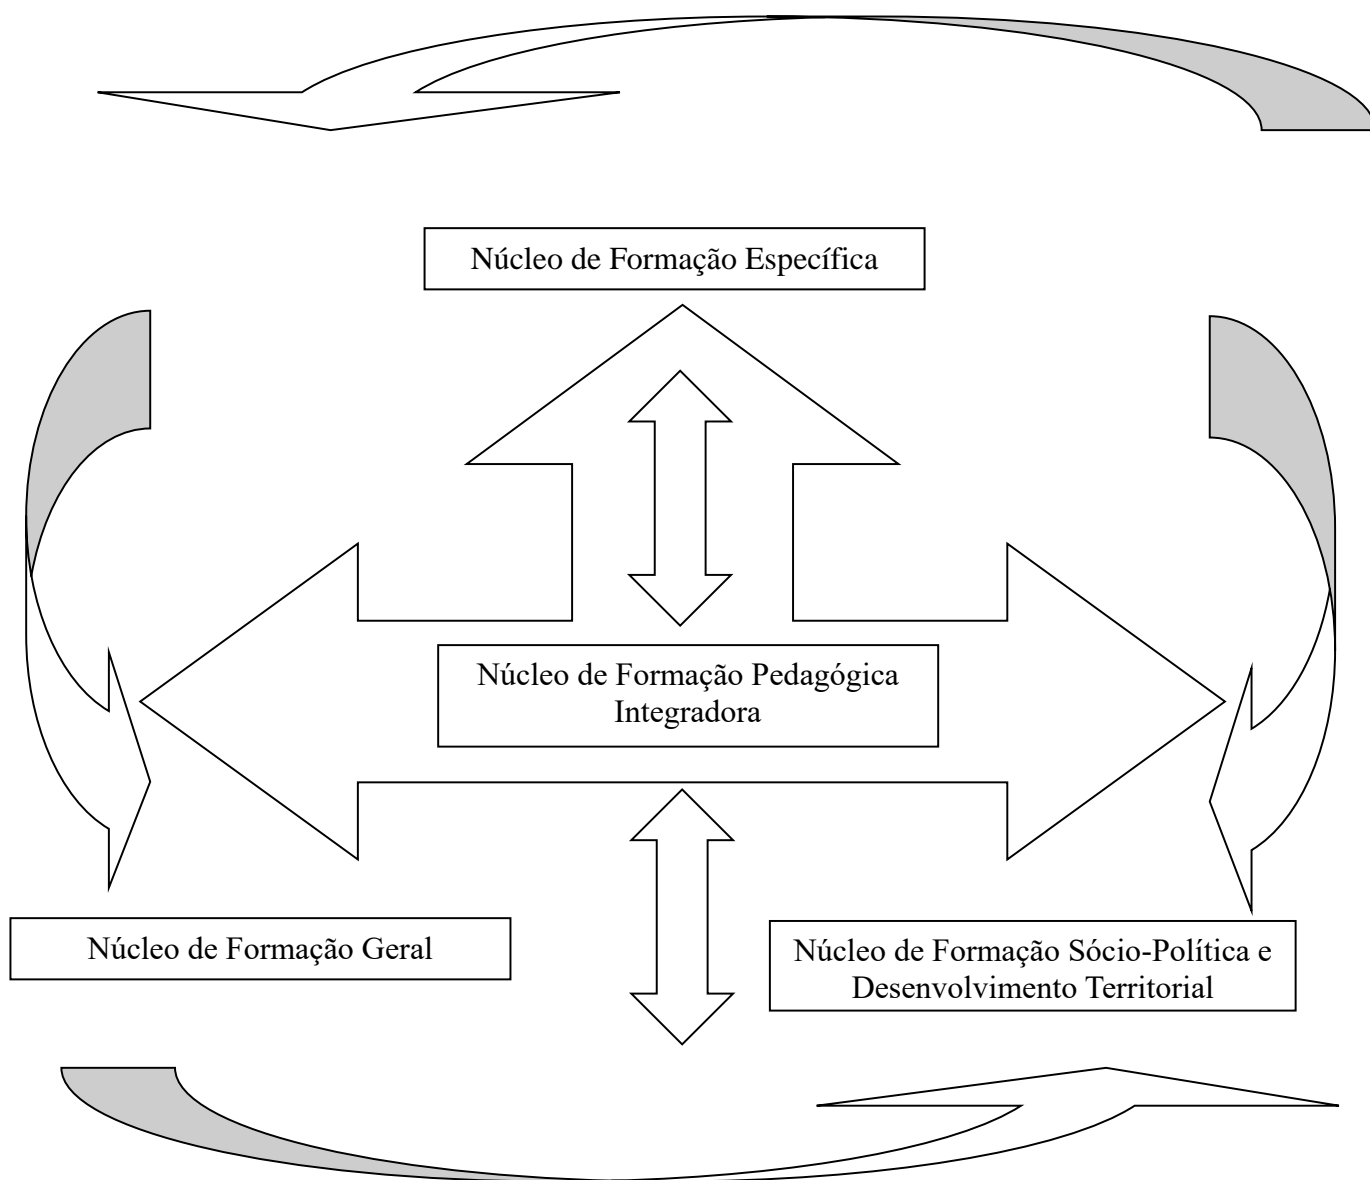 Núcleo de Formação Específica
Núcleo de Formação Pedagógica
Integradora
Núcleo de Formação Geral
Núcleo de Formação Sócio-Política e
Desenvolvimento Territorial